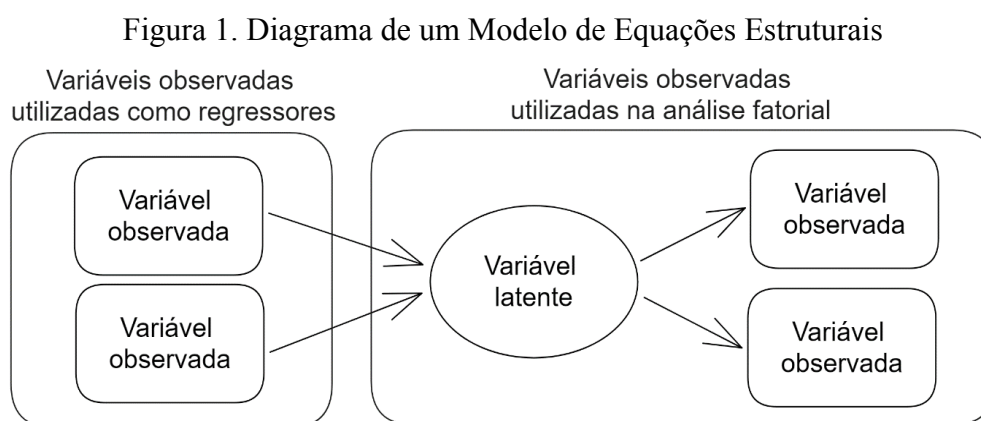 Figura 1. Diagrama de um Modelo de Equações Estruturais
Variáveis observadas
utilizadas como regressores
Variáveis observadas
utilizadas na análise fatorial
Variável
observada
Variável
observada
Variável
latente
Variável
observada
Variável
observada